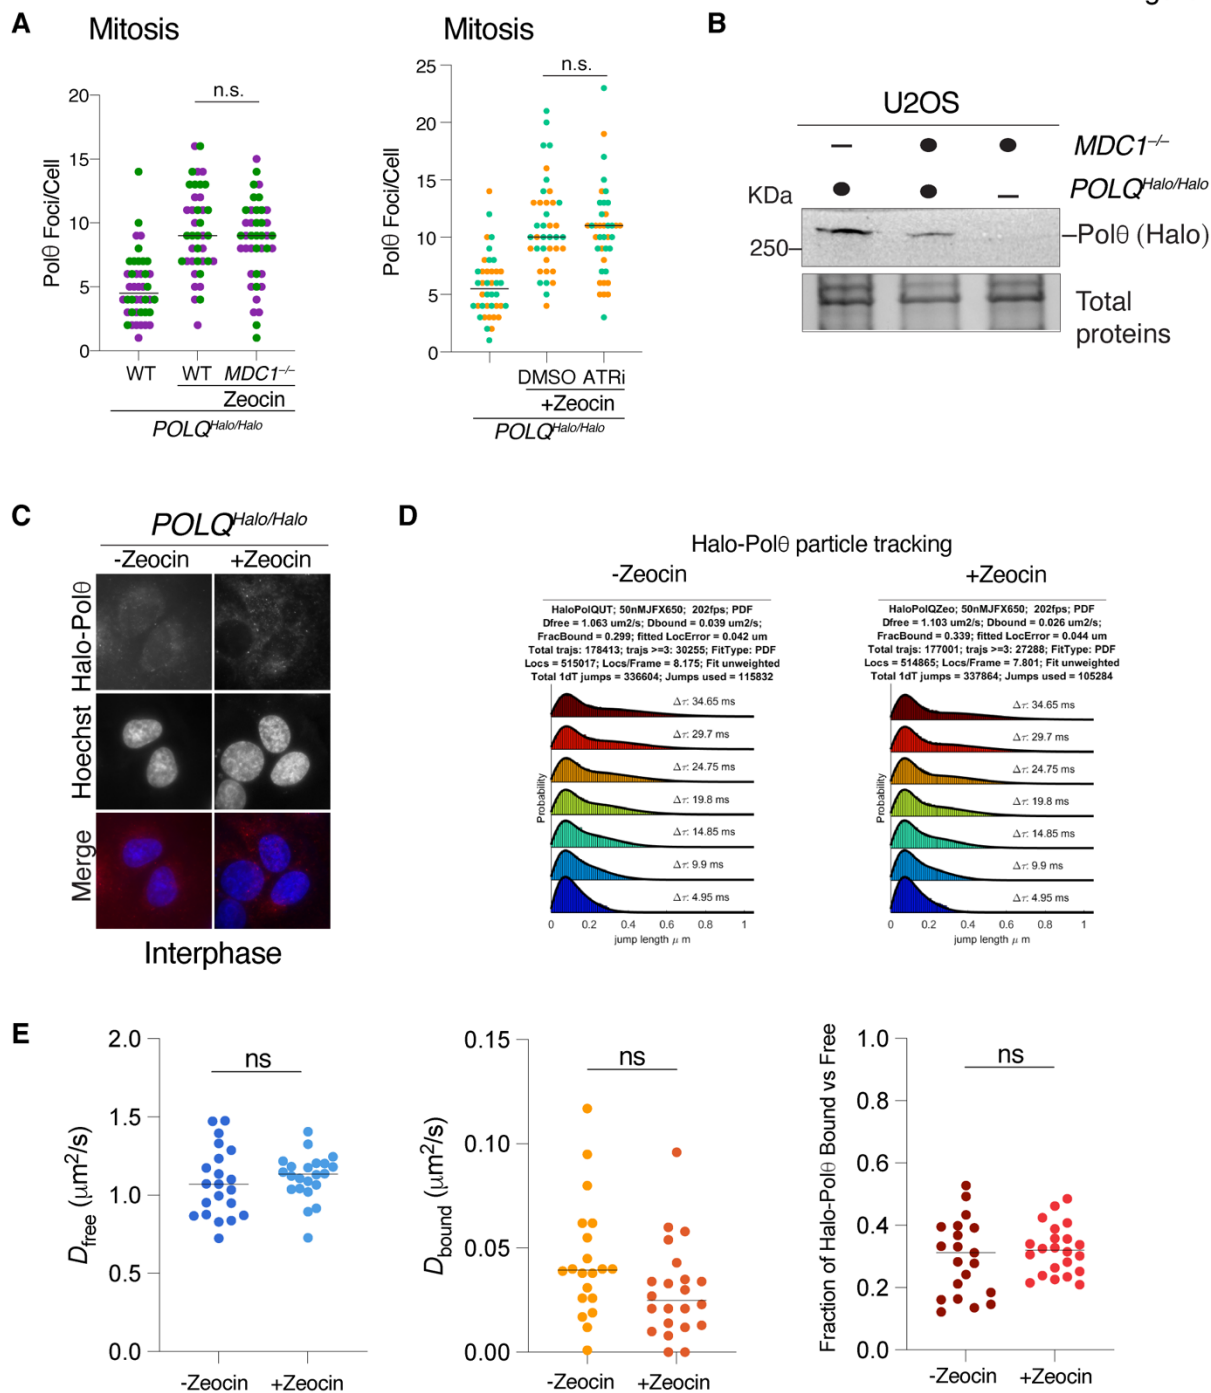 g
A
Mitosis
Mitosis
B
n.s.
n.s.
Polθ Foci/Cell
20
15
10
5
0
WT
WT
MDC1–/–
Zeocin
POLQHalo/Halo
Polθ Foci/Cell
25
20
15
10
5
0
DMSO ATRi
+Zeocin
POLQHalo/Halo
U2OS
MDC1–/–
POLQHalo/Halo
KDa
250–
–Polθ (Halo)
Total
proteins
C
POLQHalo/Halo
-Zeocin
+Zeocin
Halo-Polθ
Hoechst
Merge
Interphase
D
Halo-Polθ particle tracking
-Zeocin
HaloPolQUT; 50nMJFX650; 202fps; PDF
Dfree = 1.063 um2/s; Dbound = 0.039 um2/s;
FracBound = 0.299; fitted LocError = 0.042 um
Total trajs: 178413; trajs >=3: 30255; FitType: PDF
Locs = 515017; Locs/Frame = 8.175; Fit unweighted
Total 1dT jumps = 336604; Jumps used = 115832
Δτ: 34.65 ms
Δτ: 29.7 ms
Δτ: 24.75 ms
Δτ: 19.8 ms
Δτ: 14.85 ms
Δτ: 9.9 ms
Δτ: 4.95 ms
Probability
0 0.2 0.4 0.6 0.8 1
jump length μ m
+Zeocin
HaloPolQZeo; 50nMJFX650; 202fps; PDF
Dfree = 1.103 um2/s; Dbound = 0.026 um2/s;
FracBound = 0.339; fitted LocError = 0.044 um
Total trajs: 177001; trajs >=3: 27288; FitType: PDF
Locs = 514865; Locs/Frame = 7.801; Fit unweighted
Total 1dT jumps = 337864; Jumps used = 105284
Δτ: 34.65 ms
Δτ: 29.7 ms
Δτ: 24.75 ms
Δτ: 19.8 ms
Δτ: 14.85 ms
Δτ: 9.9 ms
Δτ: 4.95 ms
Probability
0 0.2 0.4 0.6 0.8 1
jump length μ m
E
Dfree (μm2/s)
2.0
1.5
1.0
0.5
0.0
ns
-Zeocin +Zeocin
Dbound (μm2/s)
0.15
0.10
0.05
0.00
ns
-Zeocin +Zeocin
Fraction of Halo-Polθ Bound vs Free
1.0
0.8
0.6
0.4
0.2
0.0
ns
-Zeocin +Zeocin